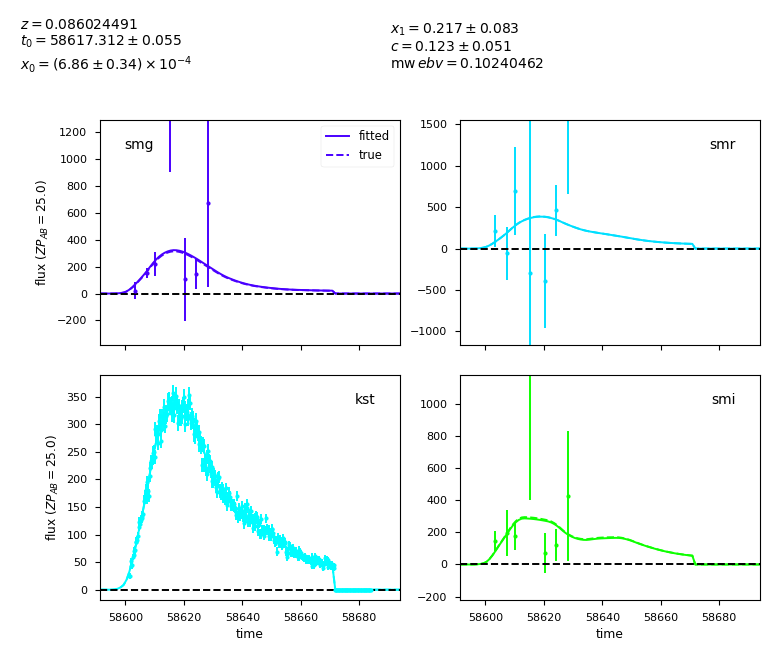 z = 0.086024491
t₀ = 58617.312 ± 0.055
x₀ = (6.86 ± 0.34) × 10⁻⁴
x₁ = 0.217 ± 0.083
c = 0.123 ± 0.051
mw ebv = 0.10240462
smg
fitted
true
1200
1000
800
600
400
200
0
−200
flux (ZP_AB = 25.0)
smr
1500
1000
500
0
−500
−1000
kst
350
300
250
200
150
100
50
0
flux (ZP_AB = 25.0)
58600 58620 58640 58660 58680
time
smi
1000
800
600
400
200
0
−200
58600 58620 58640 58660 58680
time